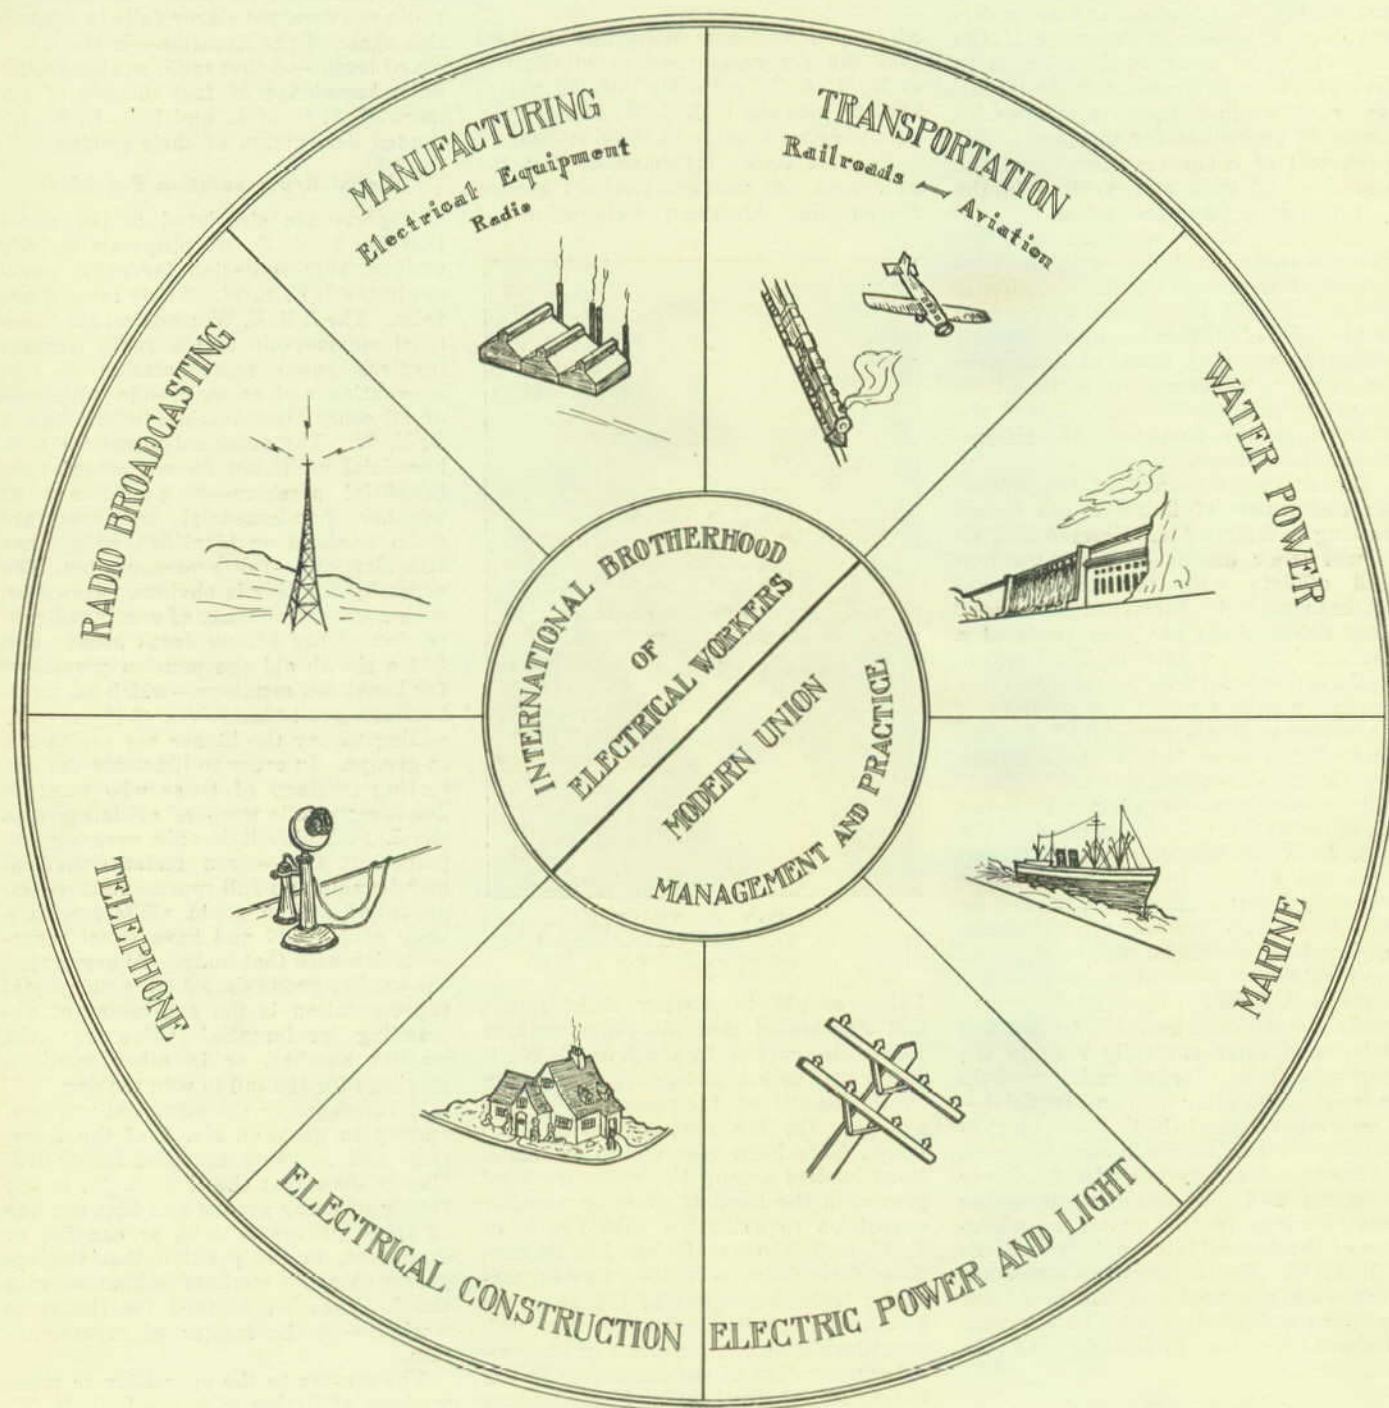 MANUFACTURING
Electrical Equipment
Radio
TRANSPORTATION
Railroads — Aviation
WATER POWER
MARINE
ELECTRIC POWER AND LIGHT
ELECTRICAL CONSTRUCTION
TELEPHONE
RADIO BROADCASTING
INTERNATIONAL BROTHERHOOD
OF
ELECTRICAL WORKERS
MODERN UNION
MANAGEMENT AND PRACTICE